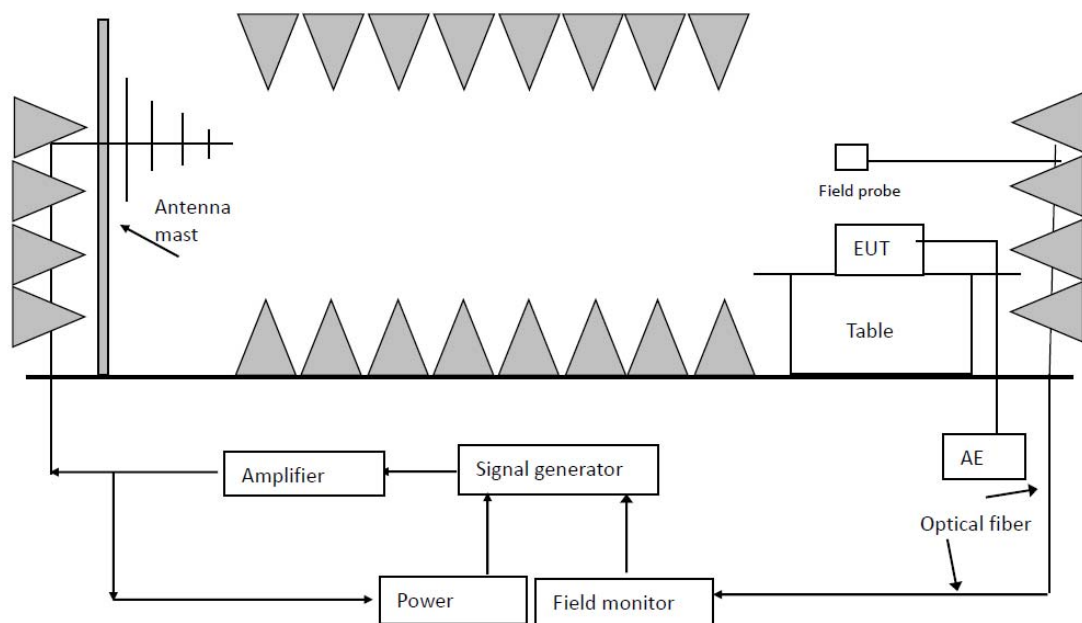 Antenna
mast
Field probe
EUT
Table
Amplifier
Signal generator
AE
Optical fiber
Power
Field monitor